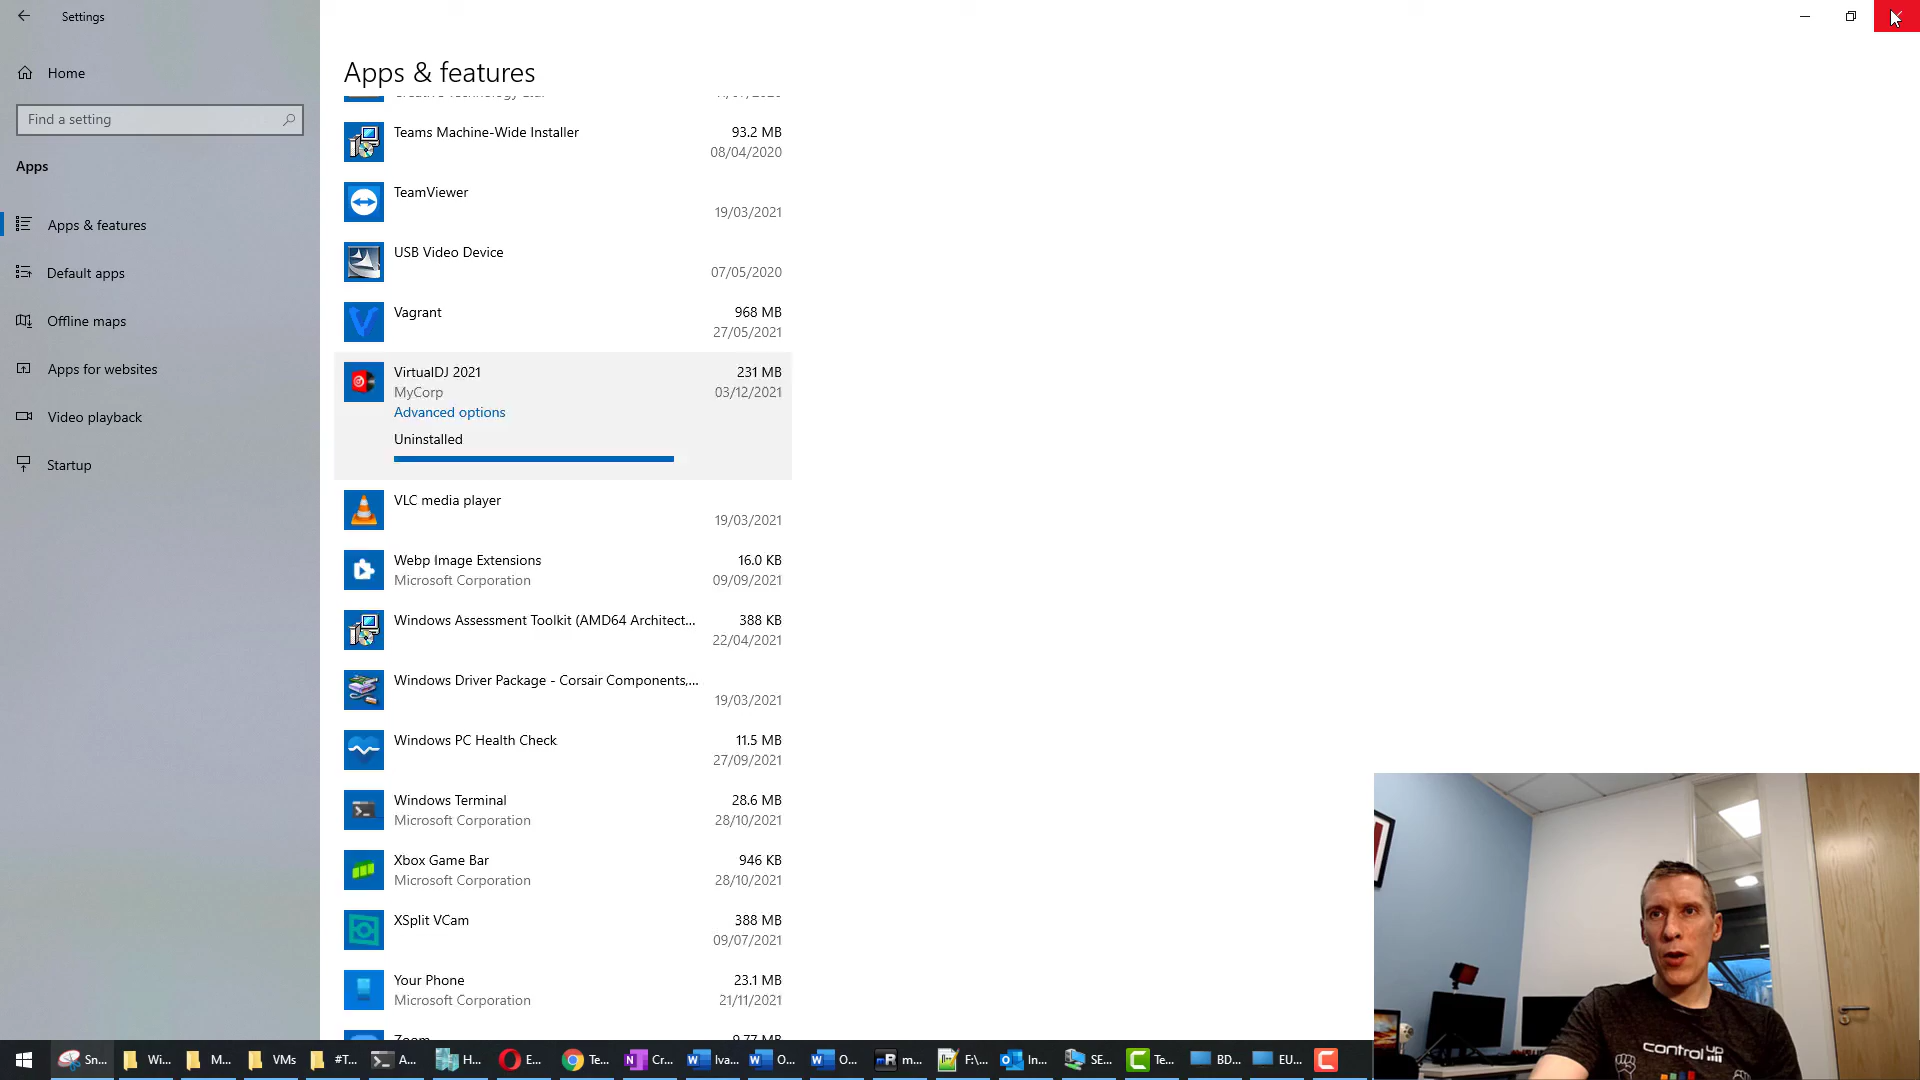 Settings
Home
Find a setting
Apps
Apps & features
Default apps
Offline maps
Apps for websites
Video playback
Startup
Apps & features
Teams Machine-Wide Installer 93.2 MB
08/04/2020
TeamViewer
19/03/2021
USB Video Device
07/05/2020
Vagrant 968 MB
27/05/2021
VirtualDJ 2021 231 MB
MyCorp 03/12/2021
Advanced options
Uninstalled
VLC media player
19/03/2021
Webp Image Extensions 16.0 KB
Microsoft Corporation 09/09/2021
Windows Assessment Toolkit (AMD64 Architect... 388 KB
22/04/2021
Windows Driver Package - Corsair Components,...
19/03/2021
Windows PC Health Check 11.5 MB
27/09/2021
Windows Terminal 28.6 MB
Microsoft Corporation 28/10/2021
Xbox Game Bar 946 KB
Microsoft Corporation 28/10/2021
XSplit VCam 388 MB
09/07/2021
Your Phone 23.1 MB
Microsoft Corporation 21/11/2021
control up
Sn... Wi... M... VMs #T... A... H... E... Te... Cr... Iva... O... O... m... F:\... In... SE... Te... BD... EU...